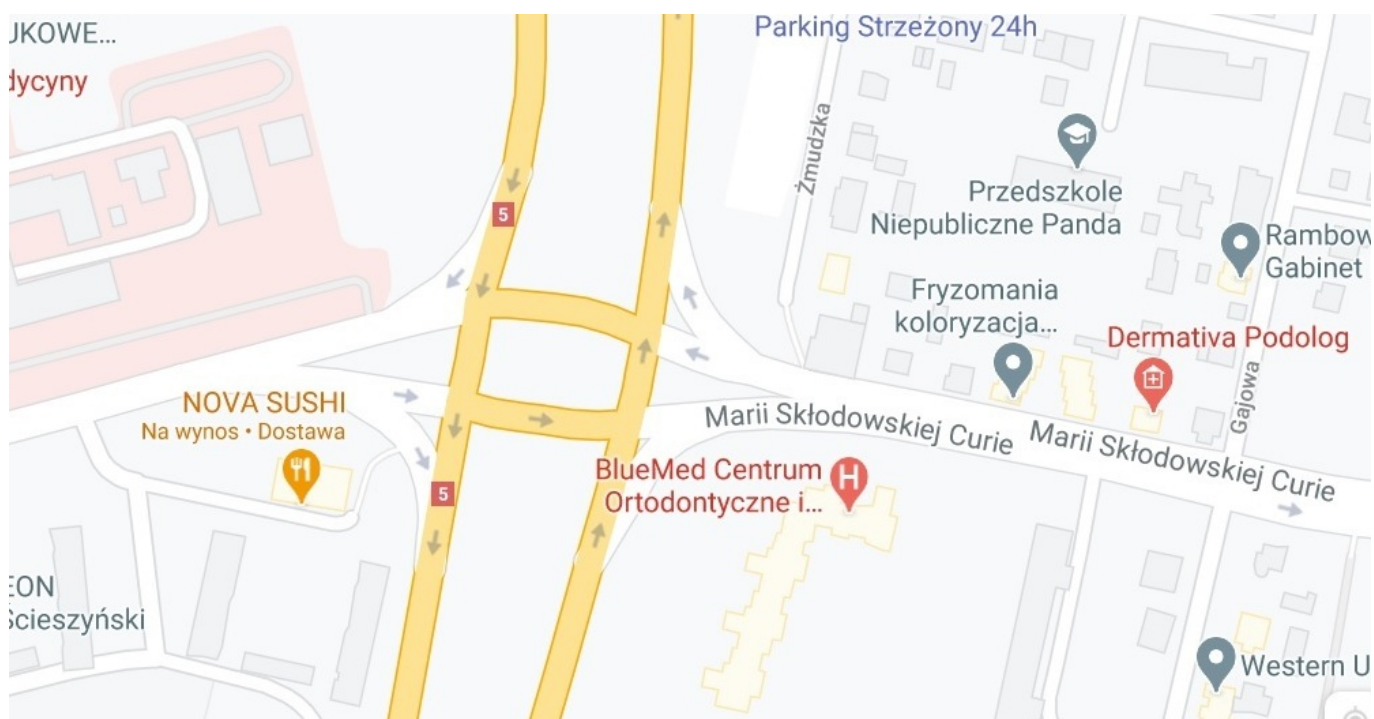 JKOWE...
dycyny
Parking Strzeżony 24h
Żmudzka
5
Przedszkole
Niepubliczne Panda
Rambow
Gabinet
Fryzomania
koloryzacja...
Dermativa Podolog
Gajowa
NOVA SUSHI
Na wynos • Dostawa
Marii Skłodowskiej Curie
Marii Skłodowskiej Curie
BlueMed Centrum
Ortodontyczne i...
H
5
EON
Ścieszyński
Western U